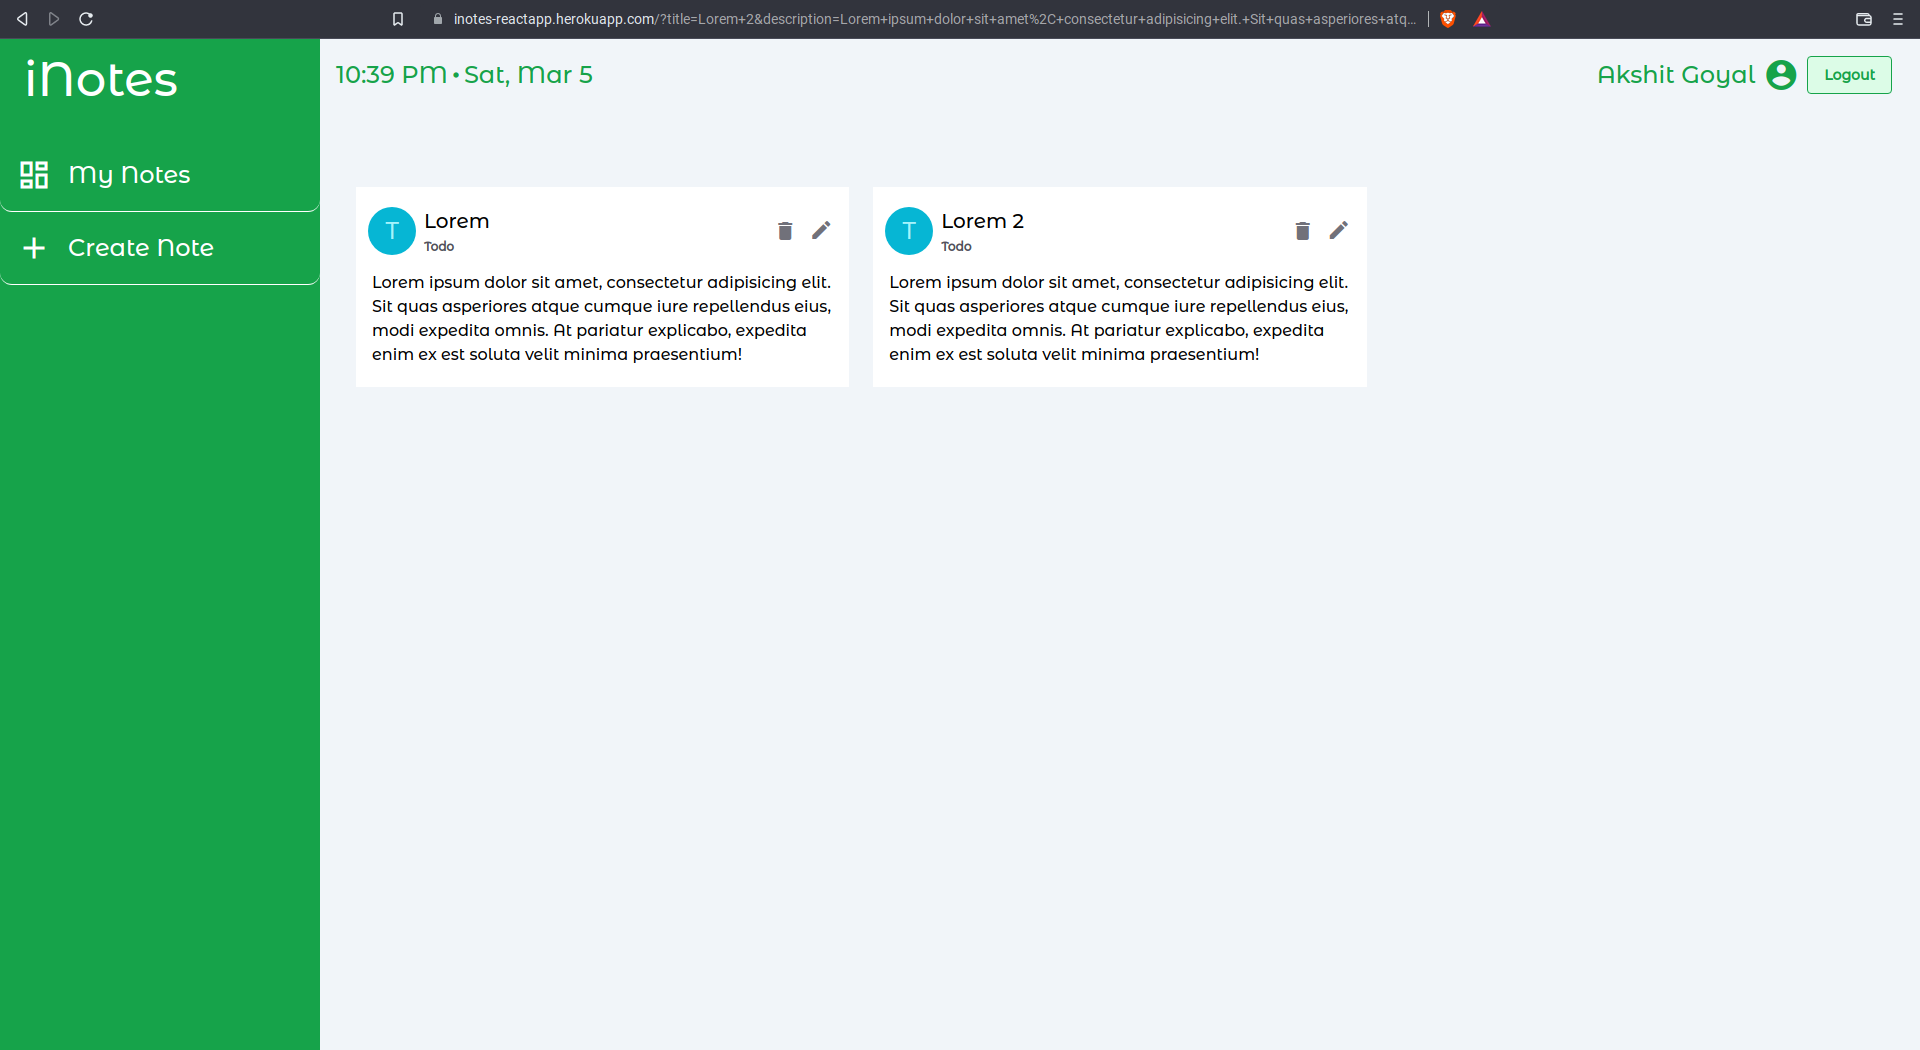 inotes-reactapp.herokuapp.com/?title=Lorem+2&description=Lorem+ipsum+dolor+sit+amet%2C+consectetur+adipisicing+elit.+Sit+quas+asperiores+atq...
iNotes
10:39 PM • Sat, Mar 5
Akshit Goyal
Logout
My Notes
Create Note
T
Lorem
Todo
Lorem ipsum dolor sit amet, consectetur adipisicing elit.
Sit quas asperiores atque cumque iure repellendus eius,
modi expedita omnis. At pariatur explicabo, expedita
enim ex est soluta velit minima praesentium!
T
Lorem 2
Todo
Lorem ipsum dolor sit amet, consectetur adipisicing elit.
Sit quas asperiores atque cumque iure repellendus eius,
modi expedita omnis. At pariatur explicabo, expedita
enim ex est soluta velit minima praesentium!